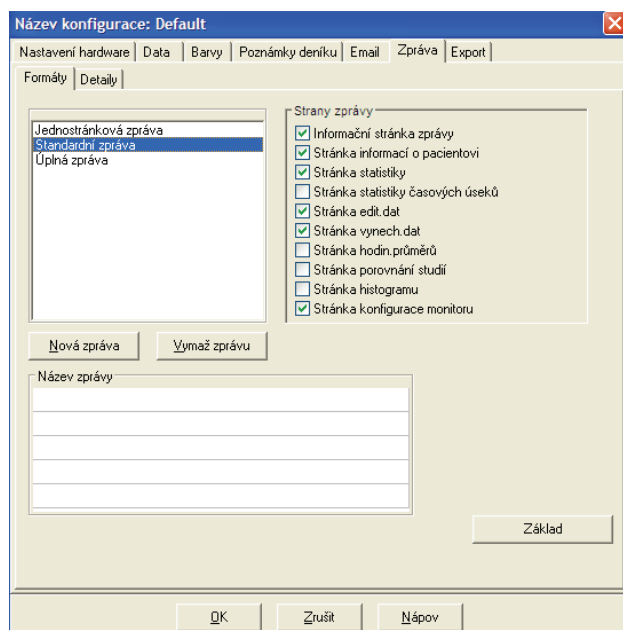 Název konfigurace: Default
Nastavení hardware Data Barvy Poznámky deníku Email Zpráva Export
Formáty Detaily
Jednostránková zpráva
Standardní zpráva
Úplná zpráva
Strany zprávy
Informační stránka zprávy
Stránka informací o pacientovi
Stránka statistiky
Stránka statistiky časových úseků
Stránka edit.dat
Stránka vynech.dat
Stránka hodin.průměrů
Stránka porovnání studií
Stránka histogramu
Stránka konfigurace monitoru
Nová zpráva Vymaž zprávu
Název zprávy
Základ
OK Zrušit Nápov